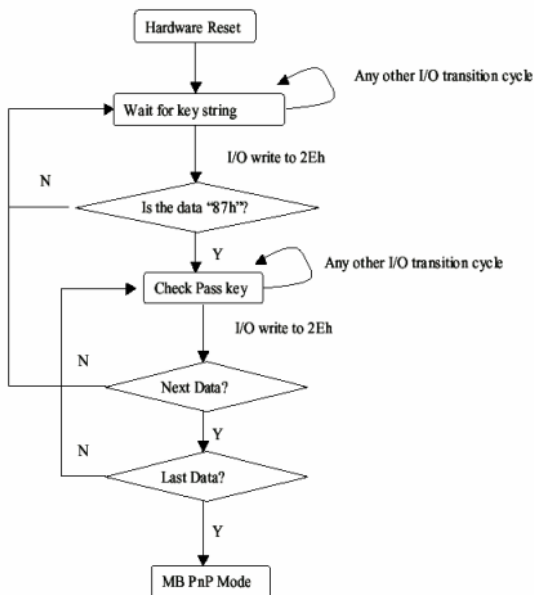 Hardware Reset
Any other I/O transition cycle
Wait for key string
I/O write to 2Eh
N
Is the data “87h”?
Y
Any other I/O transition cycle
Check Pass key
I/O write to 2Eh
N
Next Data?
Y
N
Last Data?
Y
MB PnP Mode